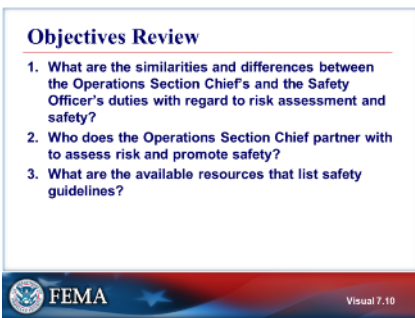 Objectives Review
1. What are the similarities and differences between
the Operations Section Chief's and the Safety
Officer's duties with regard to risk assessment and
safety?
2. Who does the Operations Section Chief partner with
to assess risk and promote safety?
3. What are the available resources that list safety
guidelines?
FEMA
Visual 7.10